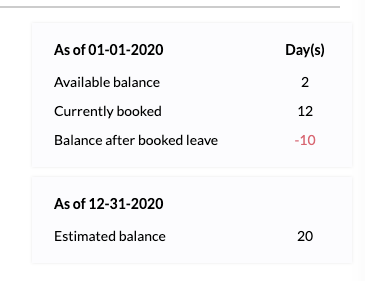 As of 01-01-2020 Day(s)
Available balance 2
Currently booked 12
Balance after booked leave -10
As of 12-31-2020
Estimated balance 20